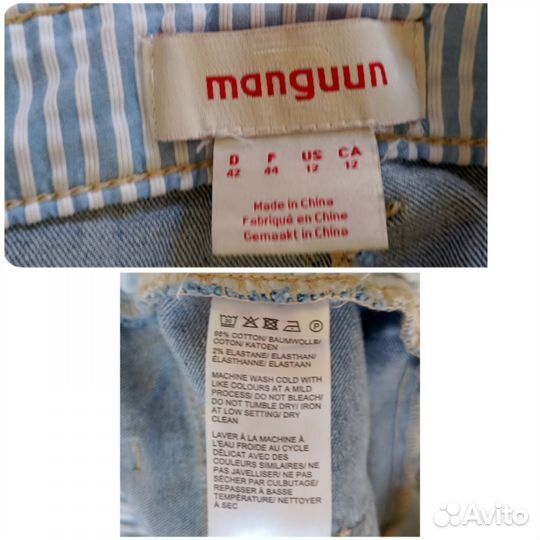 manguun
D F US CA
42 44 12 12
Made in China
Fabriqué en China
Gemaakt in China
30 P
98% COTTON/ BAUMWOLLE/
COTON/ KATOEN
2% ELASTANE/ ELASTHAN/
ÉLASTHANNE/ ELASTAAN
MACHINE WASH COLD WITH
LIKE COLOURS AT A MILD
PROCESS/ DO NOT BLEACH/
DO NOT TUMBLE DRY/ IRON
AT LOW SETTING/ DRY
CLEAN
LAVER À LA MACHINE À
L'EAU FROIDE AU CYCLE
DÉLICAT AVEC DES
COULEURS SIMILAIRES/ NE
PAS JAVELLISER/ NE PAS
SÉCHER PAR CULBUTAGE/
REPASSER À BASSE
TEMPÉRATURE/ NETTOYER
À SEC
Avito